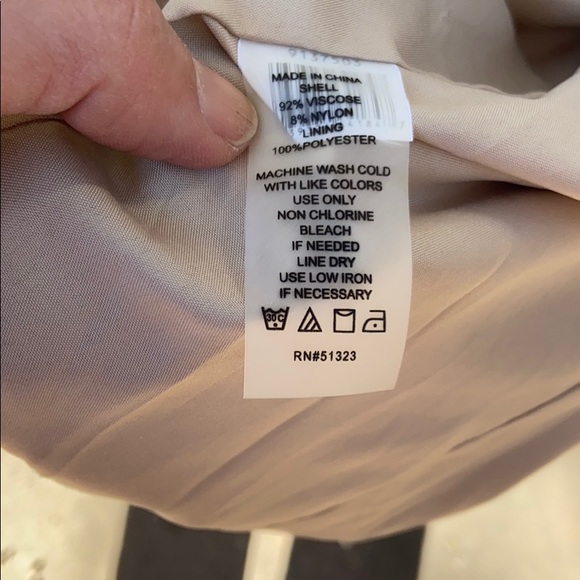 MADE IN CHINA
SHELL
92% VISCOSE
8% NYLON
LINING
100%POLYESTER
MACHINE WASH COLD
WITH LIKE COLORS
USE ONLY
NON CHLORINE
BLEACH
IF NEEDED
LINE DRY
USE LOW IRON
IF NECESSARY
30C
RN#51323